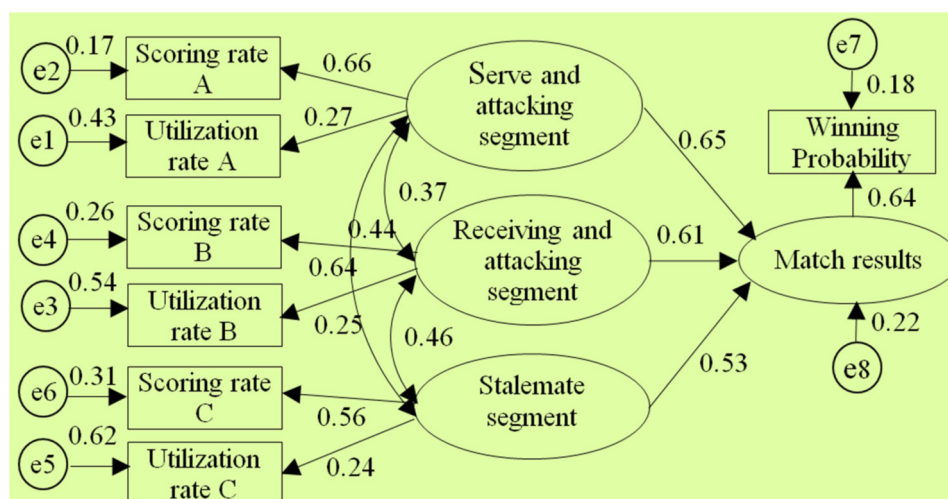 e2
0.17
Scoring rate
A
e1
0.43
Utilization
rate A
e4
0.26
Scoring rate
B
e3
0.54
Utilization
rate B
e6
0.31
Scoring rate
C
e5
0.62
Utilization
rate C
0.66
0.27
0.37
0.44
0.64
0.25
0.46
0.56
0.24
Serve and
attacking
segment
Receiving and
attacking
segment
Stalemate
segment
0.65
0.61
0.53
e7
0.18
Winning
Probability
0.64
Match results
0.22
e8